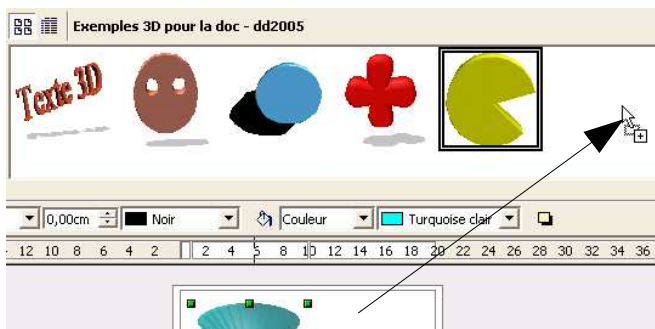 Exemples 3D pour la doc - dd2005
Texte 3D
0,00cm Noir Couleur Turquoise clair
12 10 8 6 4 2 2 4 6 8 10 12 14 16 18 20 22 24 26 28 30 32 34 36